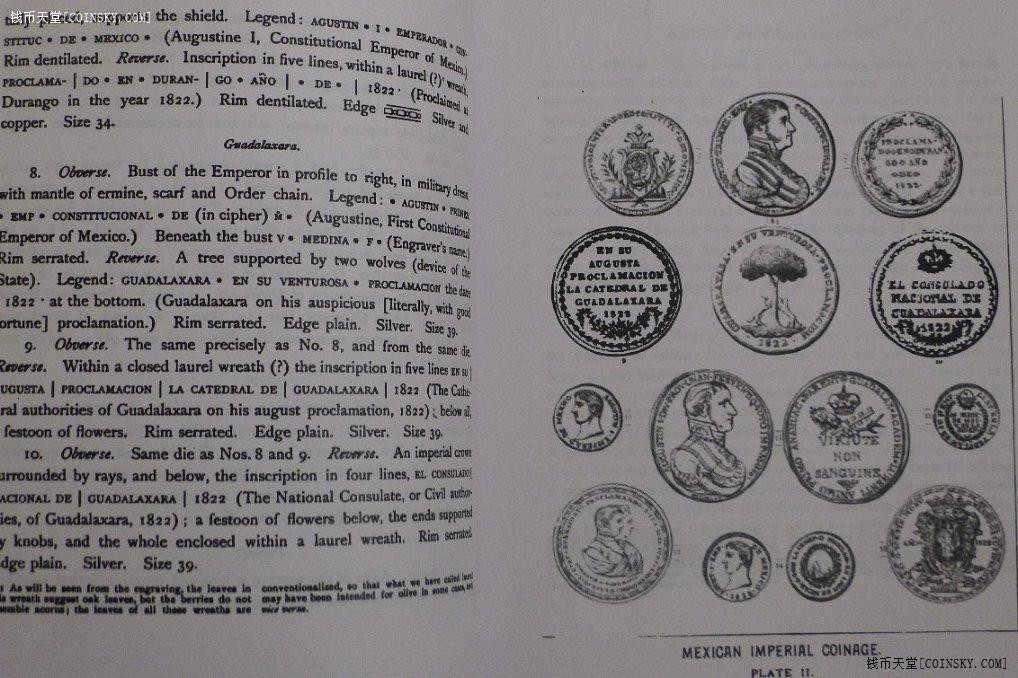 钱币天堂[COINSKY.COM]
the shield. Legend: AGUSTIN • I • EMPERADOR •
STITUC • DE • MEXICO • (Augustine I, Constitutional Emperor of Mexico.)
Rim dentilated. Reverse. Inscription in five lines, within a laurel (?)¹ wreath,
PROCLAMA- | DO • EN • DURAN- | GO • AÑO | • DE • | 1822 · (Proclaimed at
Durango in the year 1822.) Rim dentilated. Edge Silver and
copper. Size 34.
Guadalaxara.
8. Obverse. Bust of the Emperor in profile to right, in military dress,
with mantle of ermine, scarf and Order chain. Legend: • AGUSTIN • PRIMER
• EMP • CONSTITUCIONAL • DE (in cipher) • (Augustine, First Constitutional
Emperor of Mexico.) Beneath the bust V • MEDINA • F • (Engraver's name.)
Rim serrated. Reverse. A tree supported by two wolves (device of the
State). Legend: GUADALAXARA • EN SU VENTUROSA • PROCLAMACION the date
1822 · at the bottom. (Guadalaxara on his auspicious [literally, with good
ortune] proclamation.) Rim serrated. Edge plain. Silver. Size 39.
9. Obverse. The same precisely as No. 8, and from the same die.
Reverse. Within a closed laurel wreath (?) the inscription in five lines EN SU |
UGUSTA | PROCLAMACION | LA CATEDRAL DE | GUADALAXARA | 1822 (The Cathe-
ral authorities of Guadalaxara on his august proclamation, 1822); below all,
festoon of flowers. Rim serrated. Edge plain. Silver. Size 39.
10. Obverse. Same die as Nos. 8 and 9. Reverse. An imperial crown
urrounded by rays, and below, the inscription in four lines, EL CONSULADO |
ACIONAL DE | GUADALAXARA | 1822 (The National Consulate, or Civil author-
ies, of Guadalaxara, 1822); a festoon of flowers below, the ends supported
y knobs, and the whole enclosed within a laurel wreath. Rim serrated.
dge plain. Silver. Size 39.
1 As will be seen from the engraving, the leaves in
wreath suggest oak leaves, but the berries do not
semble acorns; the leaves of all these wreaths are
conventionalized, so that what we have called laurel
may have been intended for olive in some cases, and
vice versa.
PROCLAMA-
DO EN DURAN-
GO AÑO
DE
1822
EN SU
AUGUSTA
PROCLAMACION
LA CATEDRAL DE
GUADALAXARA
1822
GUADALAXARA EN SU VENTUROSA PROCLAMACION
1822
EL CONSULADO
NACIONAL DE
GUADALAXARA
1822
VIRTUTE
NON
SANGUINE
MEXICAN IMPERIAL COINAGE.
PLATE II.
钱币天堂[COINSKY.COM]